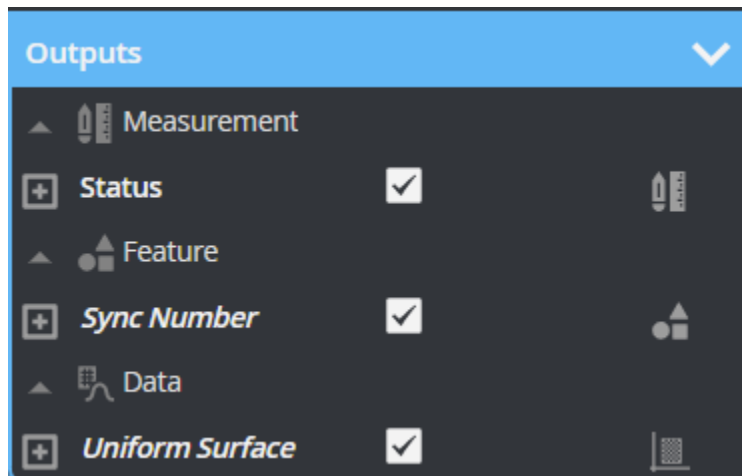 Outputs
Measurement
Status
Feature
Sync Number
Data
Uniform Surface